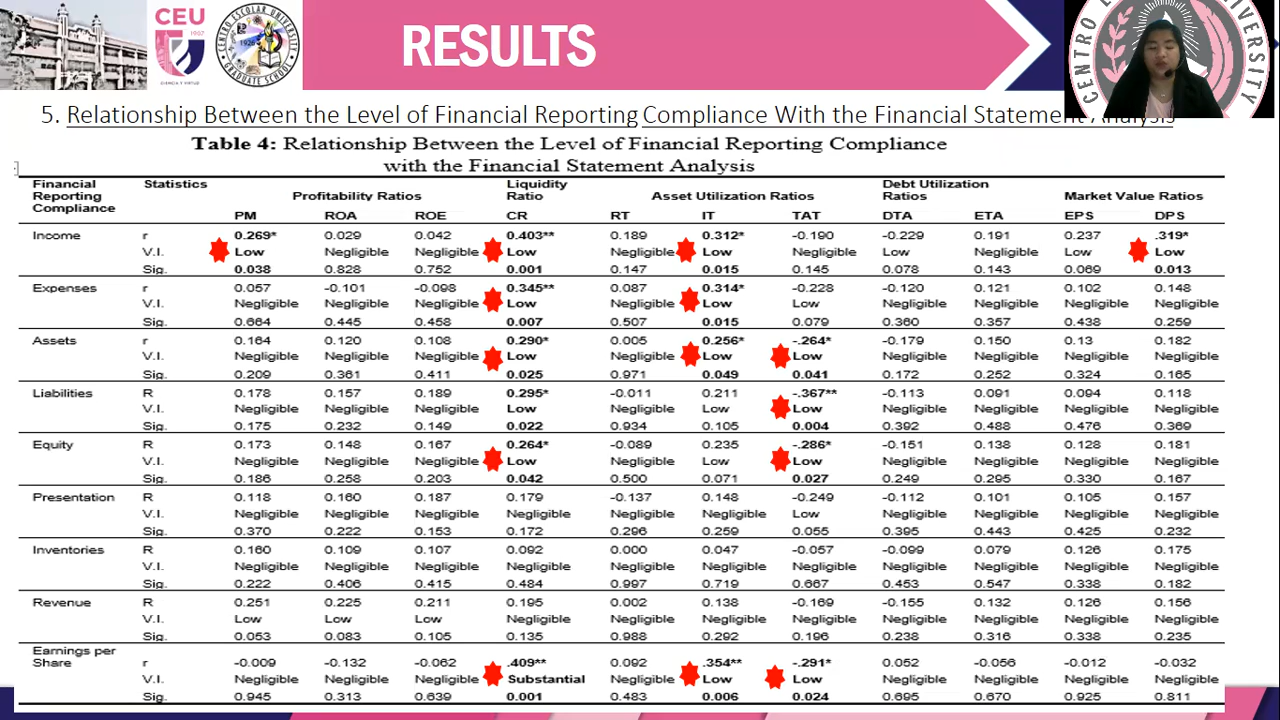 CEU
1907
CIENCIA Y VIRTUD
CENTRO ESCOLAR UNIVERSITY
1926
GRADUATE SCHOOL
RESULTS
5. Relationship Between the Level of Financial Reporting Compliance With the Financial Statement Analysis
Table 4: Relationship Between the Level of Financial Reporting Compliance
with the Financial Statement Analysis
Financial Reporting Compliance Statistics Profitability Ratios Liquidity Ratio Asset Utilization Ratios Debt Utilization Ratios Market Value Ratios
PM ROA ROE CR RT IT TAT DTA ETA EPS DPS
Income r 0.269* 0.029 0.042 0.403** 0.189 0.312* -0.190 -0.229 0.191 0.237 .319*
V.I. Low Negligible Negligible Low Negligible Low Negligible Low Negligible Low Low
Sig. 0.038 0.828 0.752 0.001 0.147 0.015 0.145 0.078 0.143 0.069 0.013
Expenses r 0.057 -0.101 -0.098 0.345** 0.087 0.314* -0.228 -0.120 0.121 0.102 0.148
V.I. Negligible Negligible Negligible Low Negligible Low Low Negligible Negligible Negligible Negligible
Sig. 0.664 0.445 0.458 0.007 0.507 0.015 0.079 0.360 0.357 0.438 0.259
Assets r 0.164 0.120 0.108 0.290* 0.005 0.256* -.264* -0.179 0.150 0.13 0.182
V.I. Negligible Negligible Negligible Low Negligible Low Low Negligible Negligible Negligible Negligible
Sig. 0.209 0.361 0.411 0.025 0.971 0.049 0.041 0.172 0.252 0.324 0.165
Liabilities R 0.178 0.157 0.189 0.295* -0.011 0.211 -.367** -0.113 0.091 0.094 0.118
V.I. Negligible Negligible Negligible Low Negligible Low Low Negligible Negligible Negligible Negligible
Sig. 0.175 0.232 0.149 0.022 0.934 0.105 0.004 0.392 0.488 0.476 0.369
Equity R 0.173 0.148 0.167 0.264* -0.089 0.235 -.286* -0.151 0.138 0.128 0.181
V.I. Negligible Negligible Negligible Low Negligible Low Low Negligible Negligible Negligible Negligible
Sig. 0.186 0.258 0.203 0.042 0.500 0.071 0.027 0.249 0.295 0.330 0.167
Presentation R 0.118 0.160 0.187 0.179 -0.137 0.148 -0.249 -0.112 0.101 0.105 0.157
V.I. Negligible Negligible Negligible Negligible Negligible Negligible Low Negligible Negligible Negligible Negligible
Sig. 0.370 0.222 0.153 0.172 0.296 0.259 0.055 0.395 0.443 0.425 0.232
Inventories R 0.160 0.109 0.107 0.092 0.000 0.047 -0.057 -0.099 0.079 0.126 0.175
V.I. Negligible Negligible Negligible Negligible Negligible Negligible Negligible Negligible Negligible Negligible Negligible
Sig. 0.222 0.406 0.415 0.484 0.997 0.719 0.667 0.453 0.547 0.338 0.182
Revenue R 0.251 0.225 0.211 0.195 0.002 0.138 -0.169 -0.155 0.132 0.126 0.156
V.I. Low Low Low Negligible Negligible Negligible Negligible Negligible Negligible Negligible Negligible
Sig. 0.053 0.083 0.105 0.135 0.988 0.292 0.196 0.238 0.316 0.338 0.235
Earnings per Share r -0.009 -0.132 -0.062 .409** 0.092 .354** -.291* 0.052 -0.056 -0.012 -0.032
V.I. Negligible Negligible Negligible Substantial Negligible Low Low Negligible Negligible Negligible Negligible
Sig. 0.945 0.313 0.639 0.001 0.483 0.006 0.024 0.695 0.670 0.925 0.811